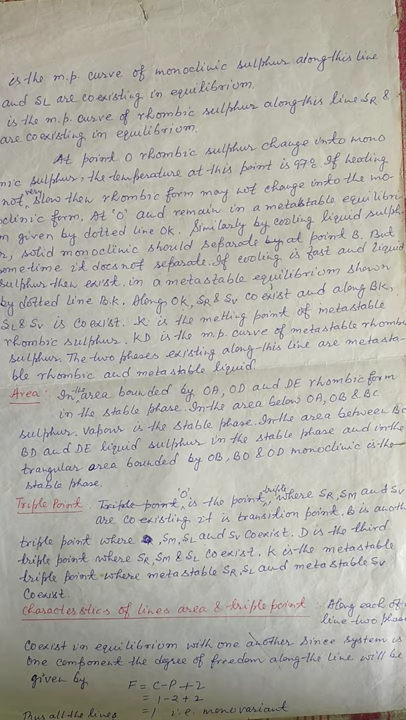 is the m.p. curve of monoclinic sulphur along this line
and SL are coexisting in equilibrium.
is the m.p. curve of rhombic sulphur along this line SR &
are coexisting in equilibrium.
At point O rhombic sulphur change into mono
nic sulphur, the temperature at this point is 97°C. If heating
not very slow then rhombic form may not change into the mo-
oclinic form. At 'O' and remain in a metastable equilibri
m given by dotted line OK. Similarly by cooling liquid sulph
r, solid monoclinic should separate at point B. But
sometime it does not separate. If cooling is fast and liquid
sulphur then exist in a metastable equilibrium shown
by dotted line BK. Along OK, SR & SV co exist and along BK,
SL & SV is coexist. K is the melting point of metastable
rhombic sulphur. KD is the m.p. curve of metastable rhombi
sulphur. The two phases existing along this line are metasta-
ble rhombic and metastable liquid.
Area: In the area bounded by OA, OD and DE rhombic form
in the stable phase. In the area below OA, OB & BC
sulphur. vapour is the stable phase. In the area between BC
BD and DE liquid sulphur in the stable phase and in the
trangular area bounded by OB, BD & OD monoclinic is the
stable phase.
Triple Point 'O' is the triple point where SR, SM and SV
are co existing it is transition point. B is anoth
triple point where SM, SL and SV coexist. D is the third
triple point where SR, SM & SL coexist. K is the metastable
triple point where metastable SR, SL and metastable SV
coexist.
Characterstics of lines area & triple point Along each of
line two phase
Coexist in equilibrium with one another since system is
one component the degree of freedom along the line will be
given by F = C-P+2
= 1-2+2
Thus all the lines =1 i.e. monovariant